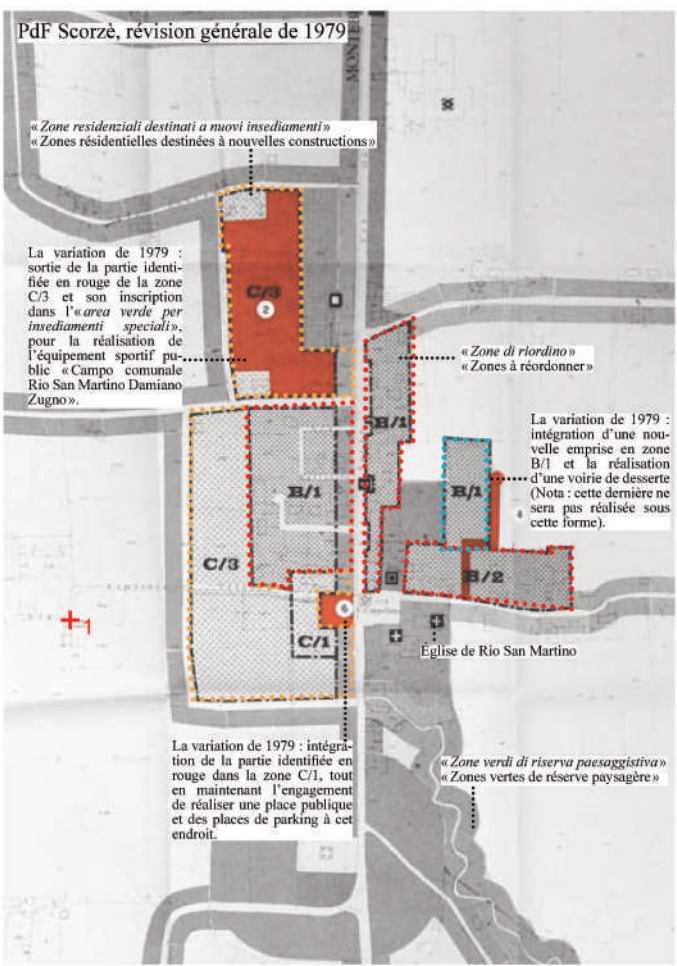 PdF Scorzè, révision générale de 1979
MONTE
«Zone residenziali destinati a nuovi insediamenti»
«Zones résidentielles destinées à nouvelles constructions»
La variation de 1979 :
sortie de la partie identi-
fiée en rouge de la zone
C/3 et son inscription
dans l'«area verde per
insediamenti speciali»,
pour la réalisation de
l'équipement sportif pu-
blic «Campo comunale
Rio San Martino Damiano
Zugno».
C/3
2
«Zone di riordino»
«Zones à réordonner»
B/1
La variation de 1979 :
intégration d'une nou-
velle emprise en zone
B/1 et la réalisation
d'une voirie de desserte
(Nota : cette dernière ne
sera pas réalisée sous
cette forme).
B/1
B/1
C/3
B/2
6
C/1
Église de Rio San Martino
La variation de 1979 : intégra-
tion de la partie identifiée en
rouge dans la zone C/1, tout
en maintenant l'engagement
de réaliser une place publique
et des places de parking à cet
endroit.
«Zone verdi di riserva paesaggistiva»
«Zones vertes de réserve paysagère»